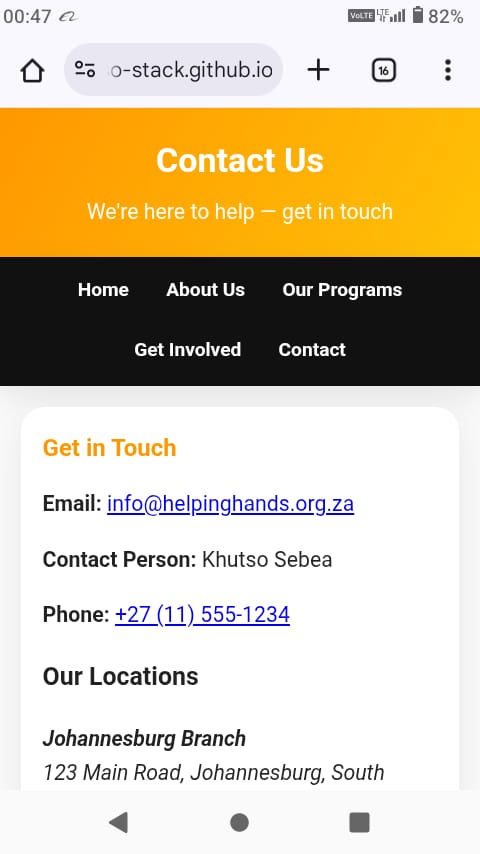 00:47 VoLTE LTE 82%
o-stack.github.io 16
Contact Us
We're here to help — get in touch
Home About Us Our Programs
Get Involved Contact
Get in Touch
Email: info@helpinghands.org.za
Contact Person: Khutso Sebea
Phone: +27 (11) 555-1234
Our Locations
Johannesburg Branch
123 Main Road, Johannesburg, South